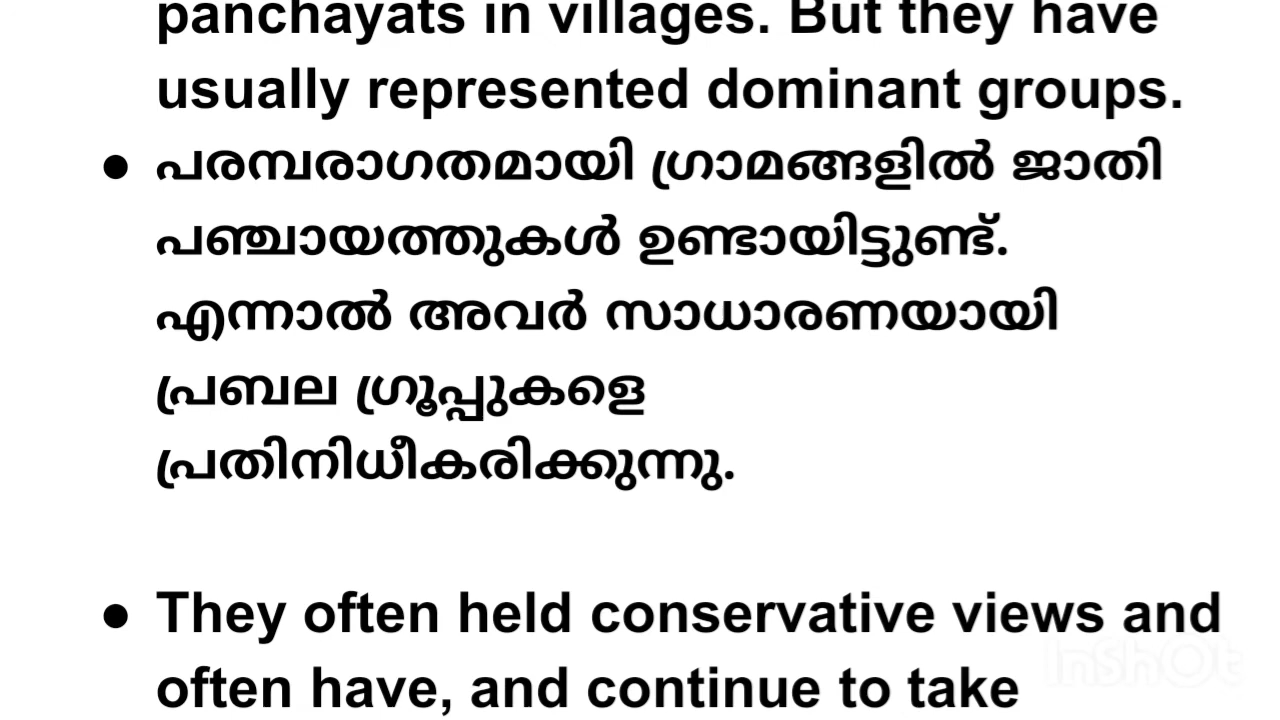 panchayats in villages. But they have
usually represented dominant groups.
● പരമ്പരാഗതമായി ഗ്രാമങ്ങളിൽ ജാതി
പഞ്ചായത്തുകൾ ഉണ്ടായിട്ടുണ്ട്.
എന്നാൽ അവർ സാധാരണയായി
പ്രബല ഗ്രൂപ്പുകളെ
പ്രതിനിധീകരിക്കുന്നു.
● They often held conservative views and
often have, and continue to take
InShOt